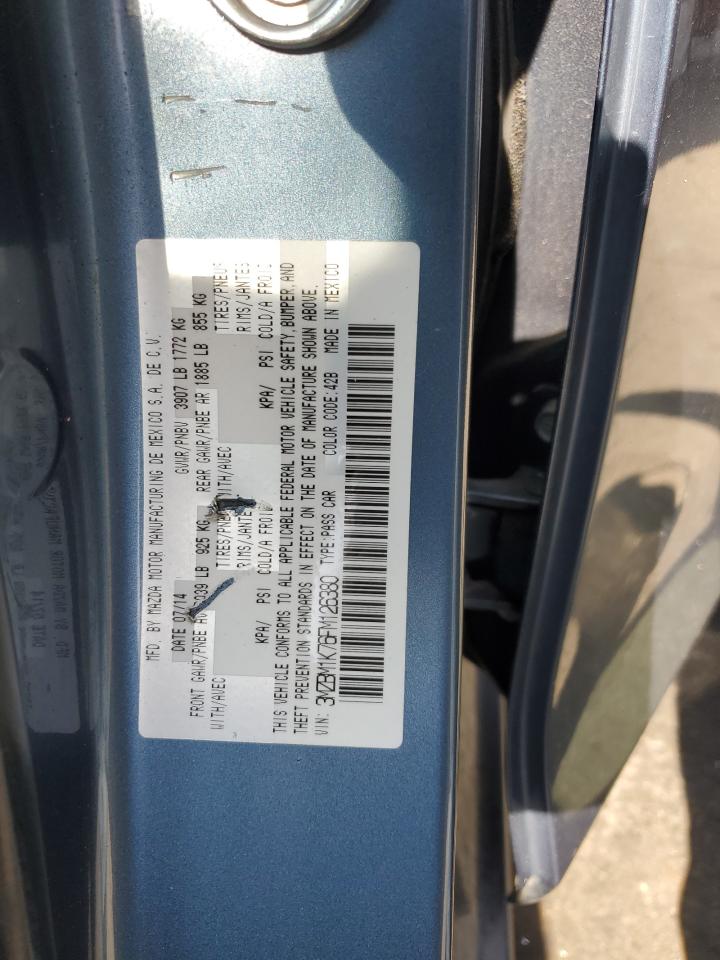 MFD. BY MAZDA MOTOR MANUFACTURING DE MEXICO S.A. DE C.V.
DATE 07/14 GVWR/PNBV 3907 LB 1772 KG
FRONT GAWR/PNBE AV 039 LB 925 KG REAR GAWR/PNBE AR 1885 LB 855 KG
WITH/AVEC TIRES/PNEUS WITH/AVEC TIRES/PNEUS
RIMS/JANTES RIMS/JANTES
KPA/ PSI COLD/A FROID KPA/ PSI COLD/A FROID
THIS VEHICLE CONFORMS TO ALL APPLICABLE FEDERAL MOTOR VEHICLE SAFETY, BUMPER, AND
THEFT PREVENTION STANDARDS IN EFFECT ON THE DATE OF MANUFACTURE SHOWN ABOVE.
VIN: 3MZBM1K76FM126380 TYPE:PASS CAR COLOR CODE:42B MADE IN MEXICO